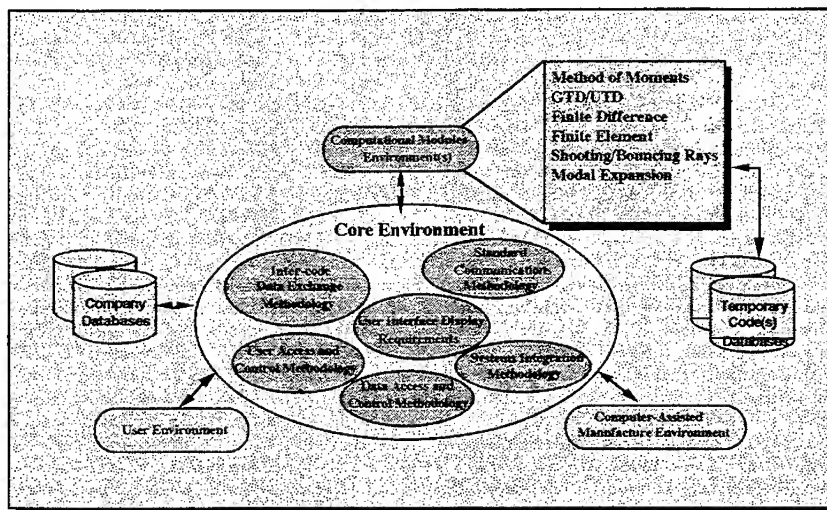 Method of Moments
GTD/UTD
Finite Difference
Finite Element
Shooting/Bouncing Rays
Modal Expansion
Computational Modules
Environment(s)
Core Environment
Standard
Communications
Methodology
Inter-code
Data Exchange
Methodology
Company
Databases
User Interface Display
Requirements
Temporary
Code(s)
Databases
User Access and
Control Methodology
Systems Integration
Methodology
Data Access and
Control Methodology
User Environment
Computer-Assisted
Manufacture Environment